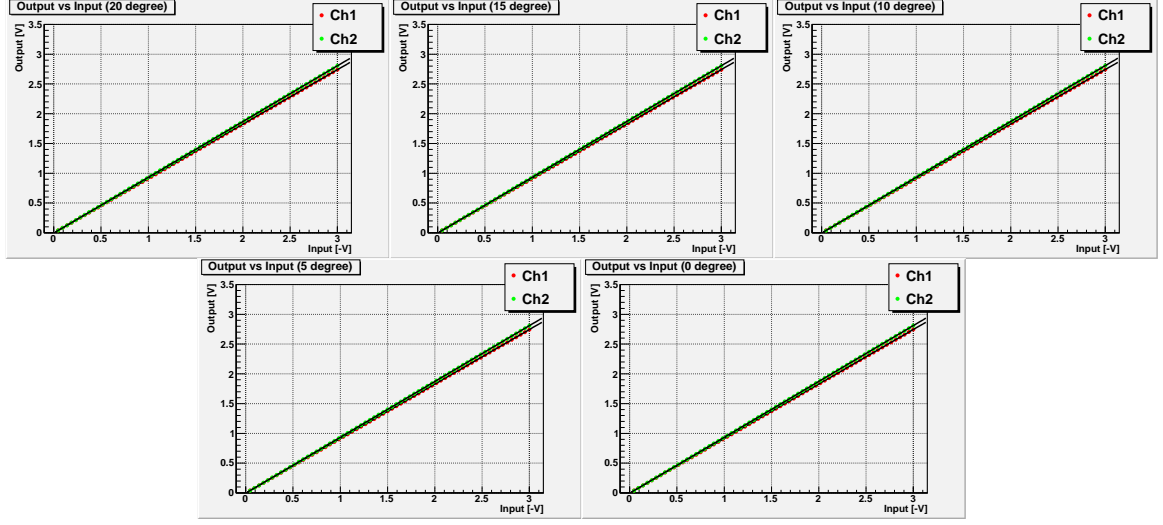 Output vs Input (20 degree)
Ch1
Ch2
Output [V]
3.5
3
2.5
2
1.5
1
0.5
0
0 0.5 1 1.5 2 2.5 3
Input [-V]
Output vs Input (15 degree)
Ch1
Ch2
Output [V]
3.5
3
2.5
2
1.5
1
0.5
0
0 0.5 1 1.5 2 2.5 3
Input [-V]
Output vs Input (10 degree)
Ch1
Ch2
Output [V]
3.5
3
2.5
2
1.5
1
0.5
0
0 0.5 1 1.5 2 2.5 3
Input [-V]
Output vs Input (5 degree)
Ch1
Ch2
Output [V]
3.5
3
2.5
2
1.5
1
0.5
0
0 0.5 1 1.5 2 2.5 3
Input [-V]
Output vs Input (0 degree)
Ch1
Ch2
Output [V]
3.5
3
2.5
2
1.5
1
0.5
0
0 0.5 1 1.5 2 2.5 3
Input [-V]